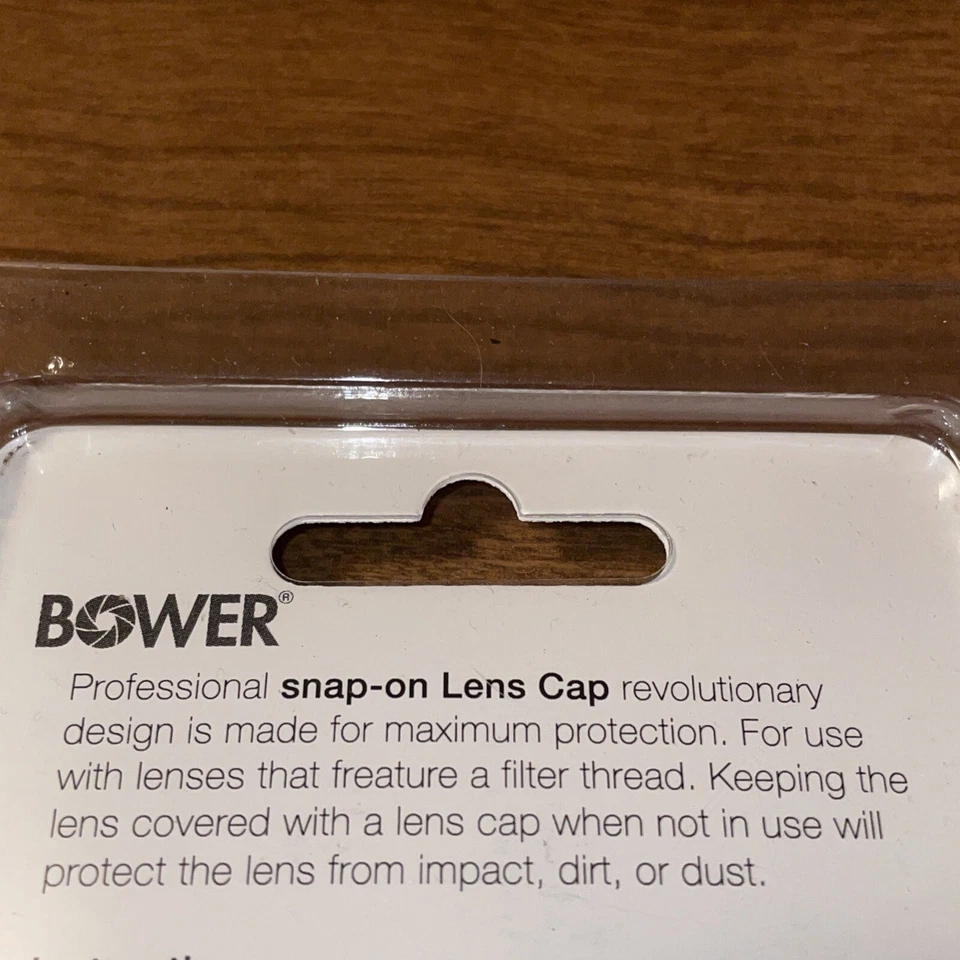 BOWER®
Professional snap-on Lens Cap revolutionary
design is made for maximum protection. For use
with lenses that freature a filter thread. Keeping the
lens covered with a lens cap when not in use will
protect the lens from impact, dirt, or dust.